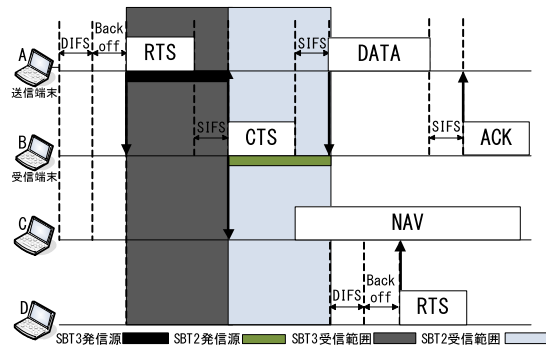 DIFS
Back
off
A
送信端末
RTS
SIFS
DATA
B
受信端末
SIFS
CTS
SIFS
ACK
C
NAV
D
DIFS
Back
off
RTS
SBT3発信源
SBT2発信源
SBT3受信範囲
SBT2受信範囲